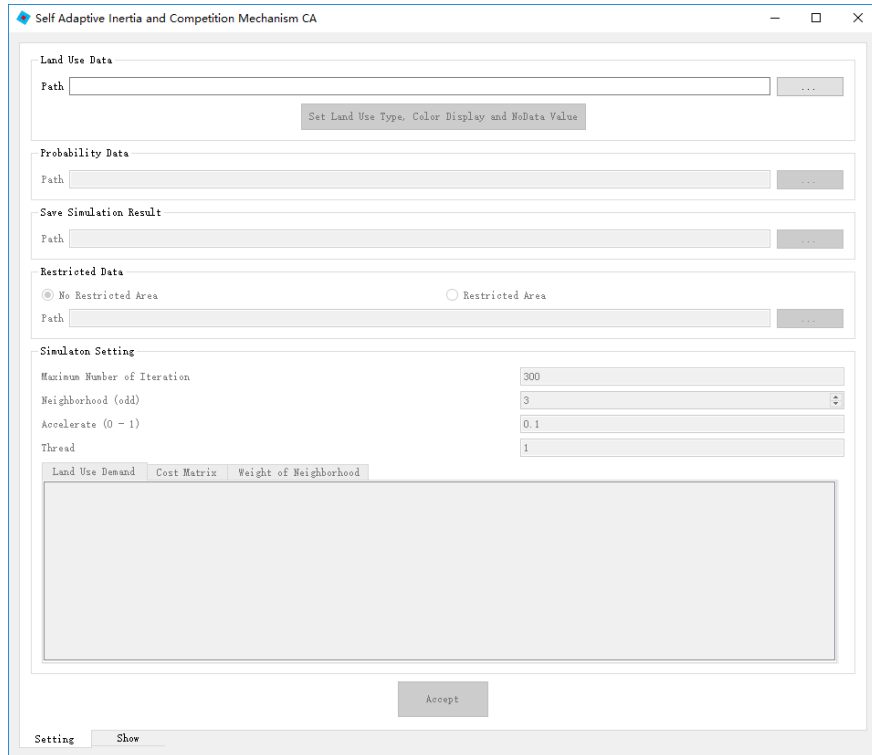 Self Adaptive Inertia and Competition Mechanism CA
Land Use Data
Path ...
Set Land Use Type, Color Display and NoData Value
Probability Data
Path ...
Save Simulation Result
Path ...
Restricted Data
No Restricted Area Restricted Area
Path ...
Simulaton Setting
Maximum Number of Iteration 300
Neighborhood (odd) 3
Accelerate (0 - 1) 0.1
Thread 1
Land Use Demand Cost Matrix Weight of Neighborhood
Accept
Setting Show